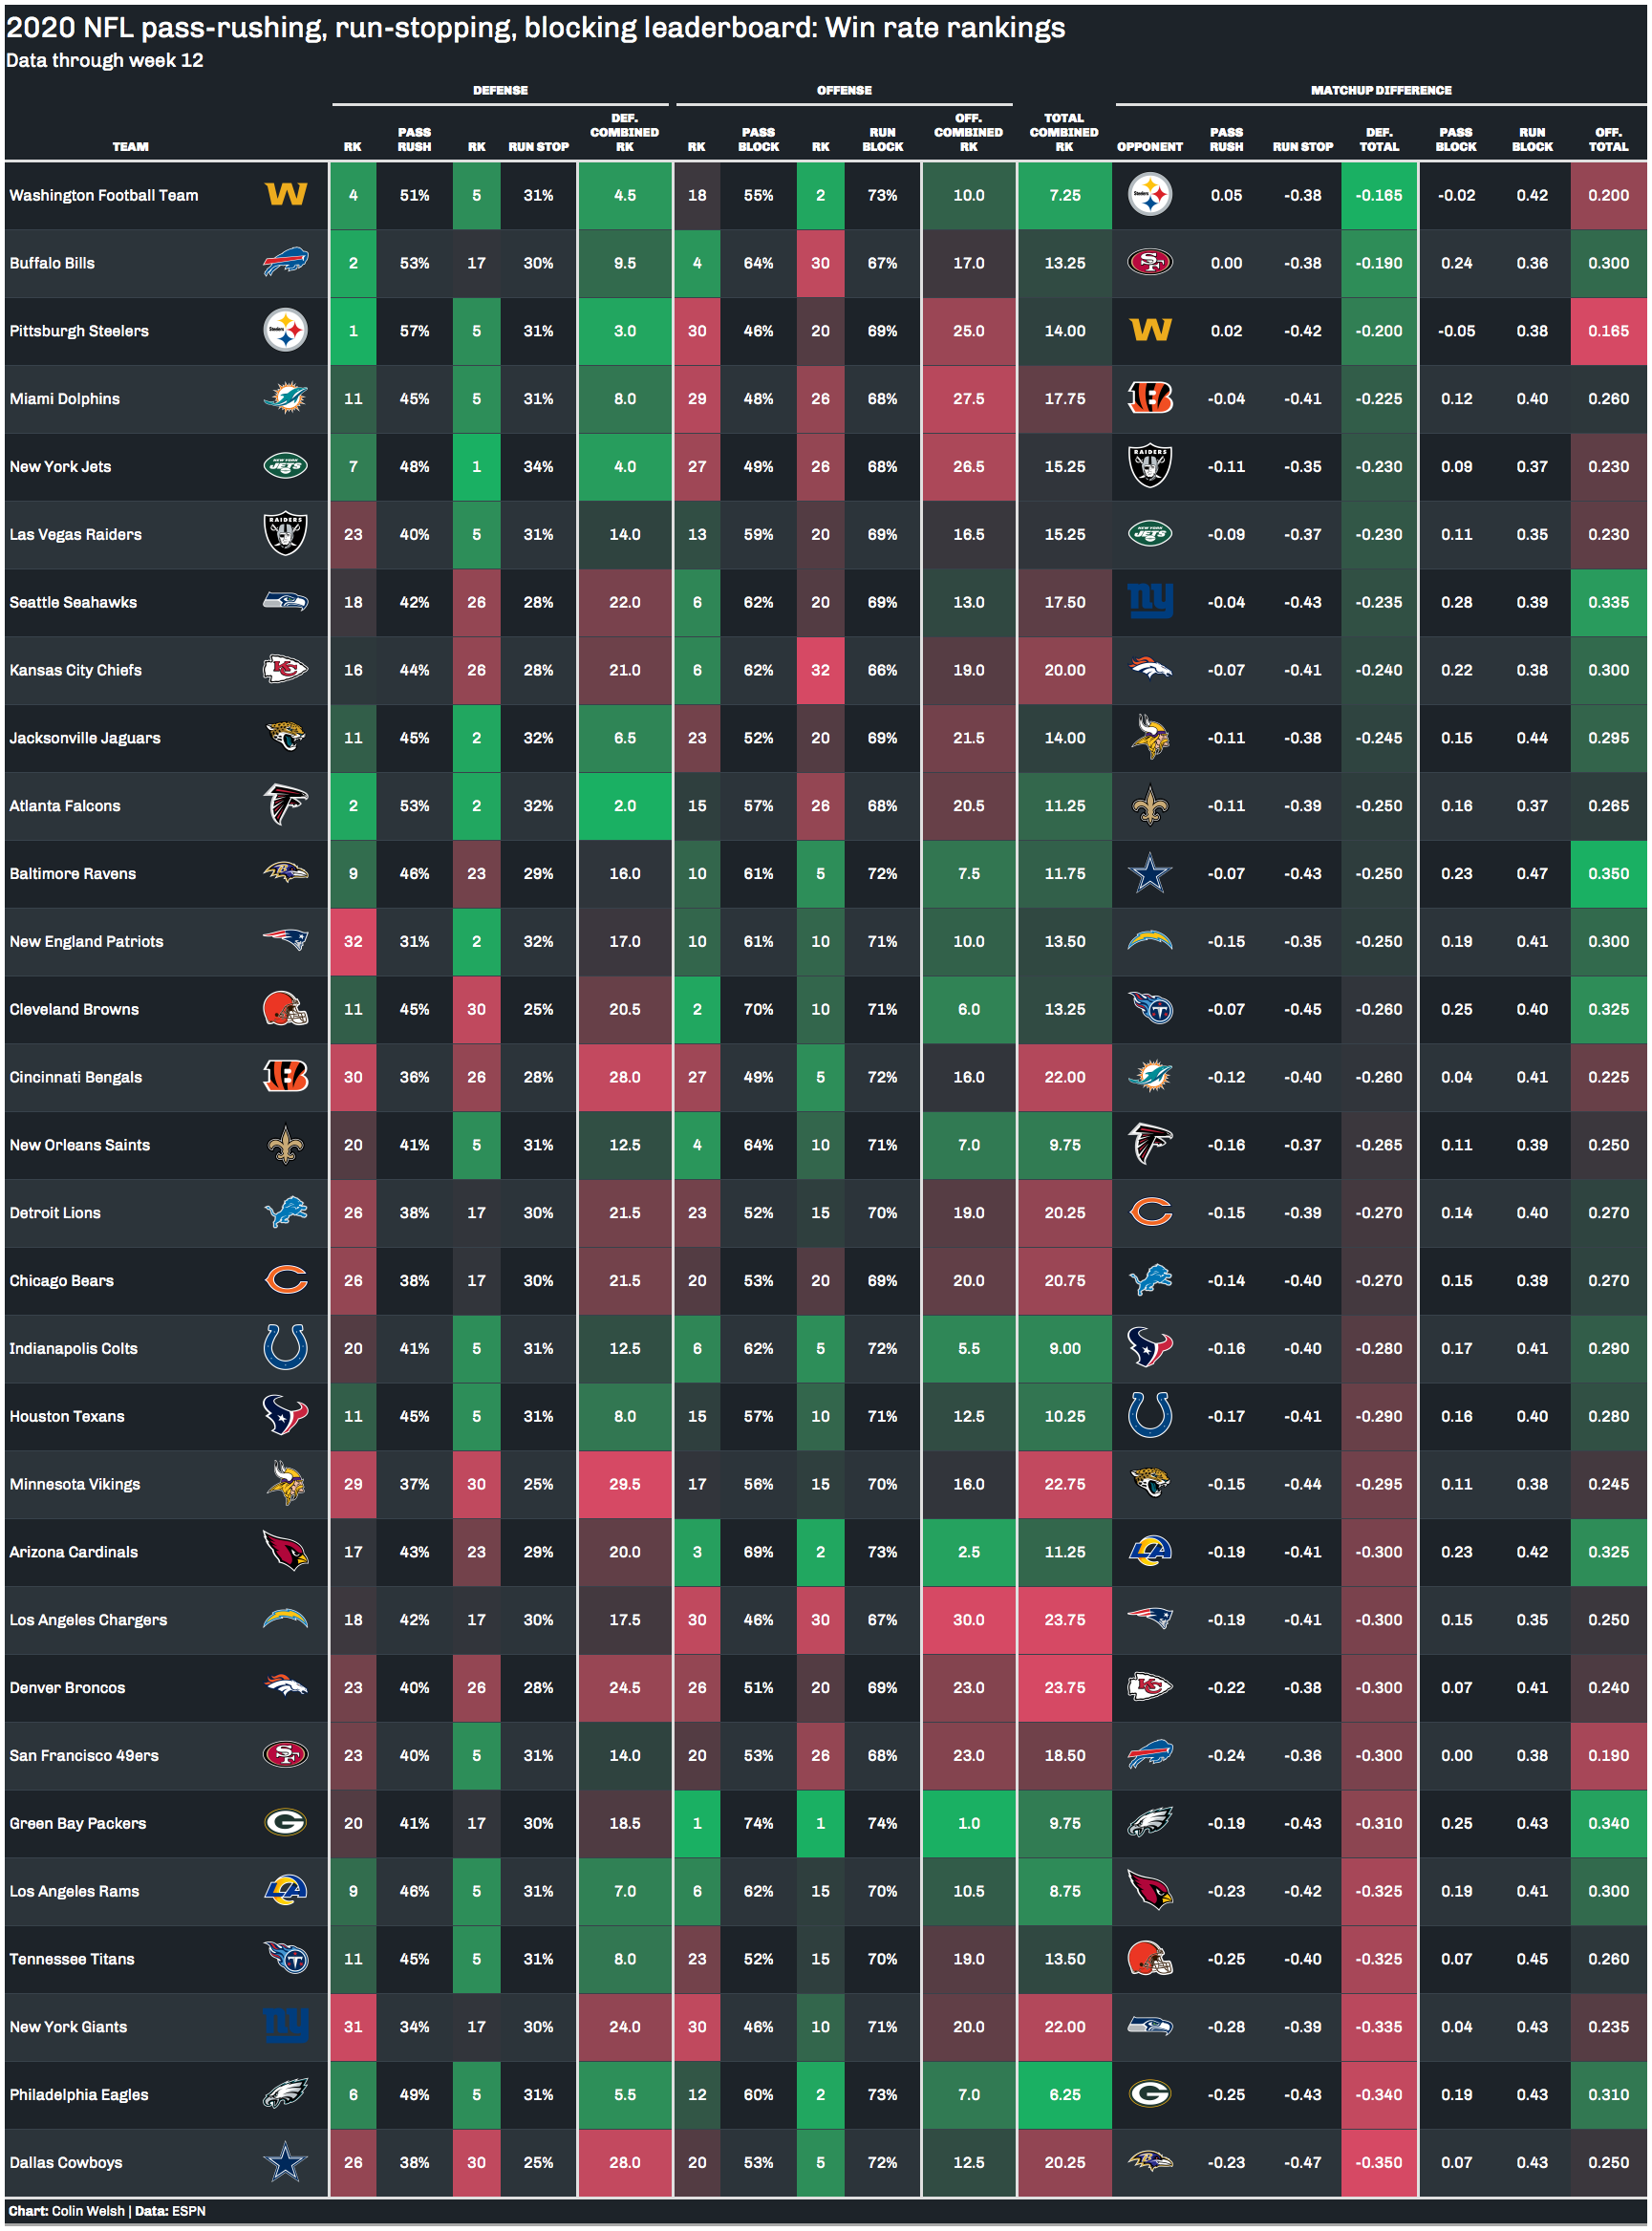 2020 NFL pass-rushing, run-stopping, blocking leaderboard: Win rate rankings
Data through week 12
DEFENSE OFFENSE MATCHUP DIFFERENCE
TEAM RK PASS RUSH RK RUN STOP DEF. COMBINED RK RK PASS BLOCK RK RUN BLOCK OFF. COMBINED RK TOTAL COMBINED RK OPPONENT PASS RUSH RUN STOP DEF. TOTAL PASS BLOCK RUN BLOCK OFF. TOTAL
Washington Football Team W 4 51% 5 31% 4.5 18 55% 2 73% 10.0 7.25 Steelers 0.05 -0.38 -0.165 -0.02 0.42 0.200
Buffalo Bills 2 53% 17 30% 9.5 4 64% 30 67% 17.0 13.25 SF 0.00 -0.38 -0.190 0.24 0.36 0.300
Pittsburgh Steelers Steelers 1 57% 5 31% 3.0 30 46% 20 69% 25.0 14.00 W 0.02 -0.42 -0.200 -0.05 0.38 0.165
Miami Dolphins 11 45% 5 31% 8.0 29 48% 26 68% 27.5 17.75 B -0.04 -0.41 -0.225 0.12 0.40 0.260
New York Jets NEW YORK JETS 7 48% 1 34% 4.0 27 49% 26 68% 26.5 15.25 RAIDERS -0.11 -0.35 -0.230 0.09 0.37 0.230
Las Vegas Raiders RAIDERS 23 40% 5 31% 14.0 13 59% 20 69% 16.5 15.25 NEW YORK JETS -0.09 -0.37 -0.230 0.11 0.35 0.230
Seattle Seahawks 18 42% 26 28% 22.0 6 62% 20 69% 13.0 17.50 ny -0.04 -0.43 -0.235 0.28 0.39 0.335
Kansas City Chiefs KC 16 44% 26 28% 21.0 6 62% 32 66% 19.0 20.00 -0.07 -0.41 -0.240 0.22 0.38 0.300
Jacksonville Jaguars 11 45% 2 32% 6.5 23 52% 20 69% 21.5 14.00 -0.11 -0.38 -0.245 0.15 0.44 0.295
Atlanta Falcons 2 53% 2 32% 2.0 15 57% 26 68% 20.5 11.25 -0.11 -0.39 -0.250 0.16 0.37 0.265
Baltimore Ravens 9 46% 23 29% 16.0 10 61% 5 72% 7.5 11.75 -0.07 -0.43 -0.250 0.23 0.47 0.350
New England Patriots 32 31% 2 32% 17.0 10 61% 10 71% 10.0 13.50 -0.15 -0.35 -0.250 0.19 0.41 0.300
Cleveland Browns 11 45% 30 25% 20.5 2 70% 10 71% 6.0 13.25 T -0.07 -0.45 -0.260 0.25 0.40 0.325
Cincinnati Bengals B 30 36% 26 28% 28.0 27 49% 5 72% 16.0 22.00 -0.12 -0.40 -0.260 0.04 0.41 0.225
New Orleans Saints 20 41% 5 31% 12.5 4 64% 10 71% 7.0 9.75 -0.16 -0.37 -0.265 0.11 0.39 0.250
Detroit Lions 26 38% 17 30% 21.5 23 52% 15 70% 19.0 20.25 C -0.15 -0.39 -0.270 0.14 0.40 0.270
Chicago Bears C 26 38% 17 30% 21.5 20 53% 20 69% 20.0 20.75 -0.14 -0.40 -0.270 0.15 0.39 0.270
Indianapolis Colts 20 41% 5 31% 12.5 6 62% 5 72% 5.5 9.00 -0.16 -0.40 -0.280 0.17 0.41 0.290
Houston Texans 11 45% 5 31% 8.0 15 57% 10 71% 12.5 10.25 -0.17 -0.41 -0.290 0.16 0.40 0.280
Minnesota Vikings 29 37% 30 25% 29.5 17 56% 15 70% 16.0 22.75 -0.15 -0.44 -0.295 0.11 0.38 0.245
Arizona Cardinals 17 43% 23 29% 20.0 3 69% 2 73% 2.5 11.25 LA -0.19 -0.41 -0.300 0.23 0.42 0.325
Los Angeles Chargers 18 42% 17 30% 17.5 30 46% 30 67% 30.0 23.75 -0.19 -0.41 -0.300 0.15 0.35 0.250
Denver Broncos 23 40% 26 28% 24.5 26 51% 20 69% 23.0 23.75 KC -0.22 -0.38 -0.300 0.07 0.41 0.240
San Francisco 49ers SF 23 40% 5 31% 14.0 20 53% 26 68% 23.0 18.50 -0.24 -0.36 -0.300 0.00 0.38 0.190
Green Bay Packers G 20 41% 17 30% 18.5 1 74% 1 74% 1.0 9.75 -0.19 -0.43 -0.310 0.25 0.43 0.340
Los Angeles Rams LA 9 46% 5 31% 7.0 6 62% 15 70% 10.5 8.75 -0.23 -0.42 -0.325 0.19 0.41 0.300
Tennessee Titans T 11 45% 5 31% 8.0 23 52% 15 70% 19.0 13.50 -0.25 -0.40 -0.325 0.07 0.45 0.260
New York Giants ny 31 34% 17 30% 24.0 30 46% 10 71% 20.0 22.00 -0.28 -0.39 -0.335 0.04 0.43 0.235
Philadelphia Eagles 6 49% 5 31% 5.5 12 60% 2 73% 7.0 6.25 G -0.25 -0.43 -0.340 0.19 0.43 0.310
Dallas Cowboys 26 38% 30 25% 28.0 20 53% 5 72% 12.5 20.25 -0.23 -0.47 -0.350 0.07 0.43 0.250
Chart: Colin Welsh | Data: ESPN